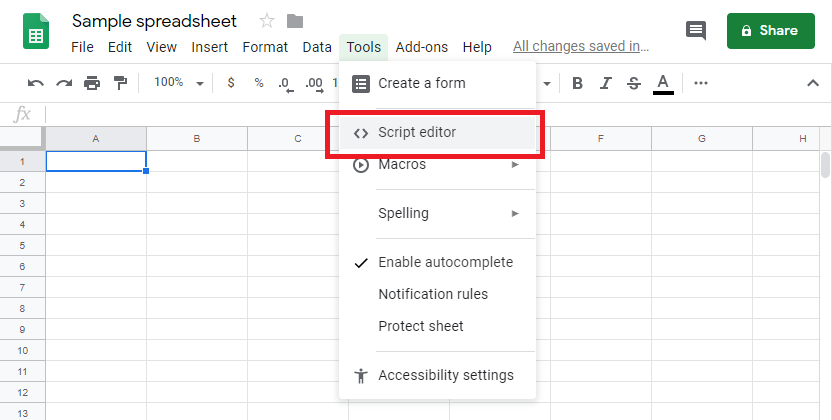 Sample spreadsheet
File Edit View Insert Format Data Tools Add-ons Help All changes saved in…
Share
100% $ % .0 .00 1 B I S A
Create a form
fx
Script editor
A B C F G H
Macros
Spelling
Enable autocomplete
Notification rules
Protect sheet
Accessibility settings
1
2
3
4
5
6
7
8
9
10
11
12
13